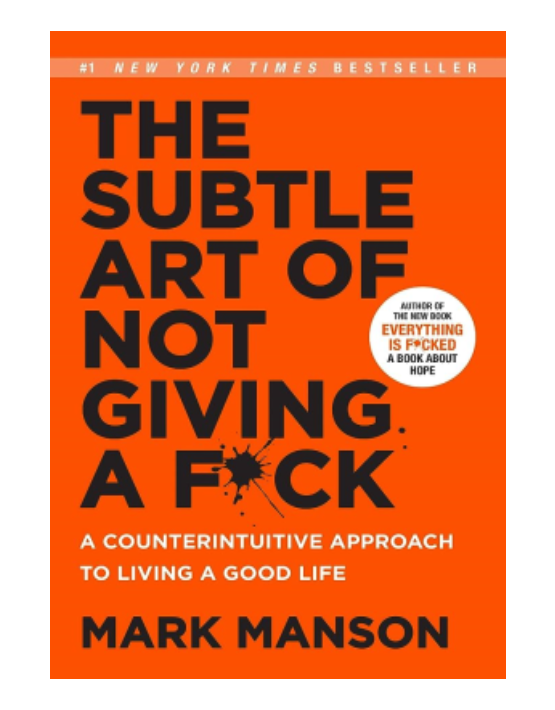 #1 NEW YORK TIMES BESTSELLER
THE
SUBTLE
ART OF
NOT
GIVING
A F*CK
AUTHOR OF
THE NEW BOOK
EVERYTHING
IS F*CKED
A BOOK ABOUT
HOPE
A COUNTERINTUITIVE APPROACH
TO LIVING A GOOD LIFE
MARK MANSON